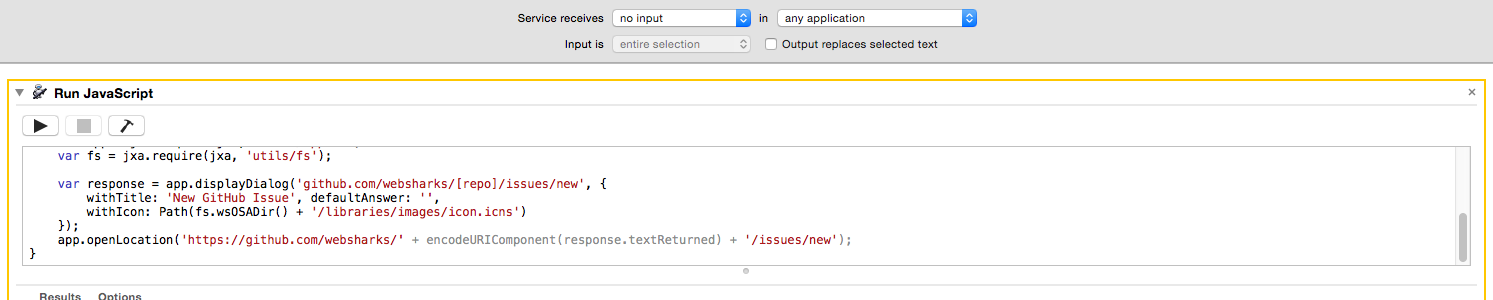 Service receives no input in any application
Input is entire selection Output replaces selected text
Run JavaScript
var fs = jxa.require(jxa, 'utils/fs');
var response = app.displayDialog('github.com/websharks/[repo]/issues/new', {
withTitle: 'New GitHub Issue', defaultAnswer: '',
withIcon: Path(fs.wsOSADir() + '/libraries/images/icon.icns')
});
app.openLocation('https://github.com/websharks/' + encodeURIComponent(response.textReturned) + '/issues/new');
}
Results Options